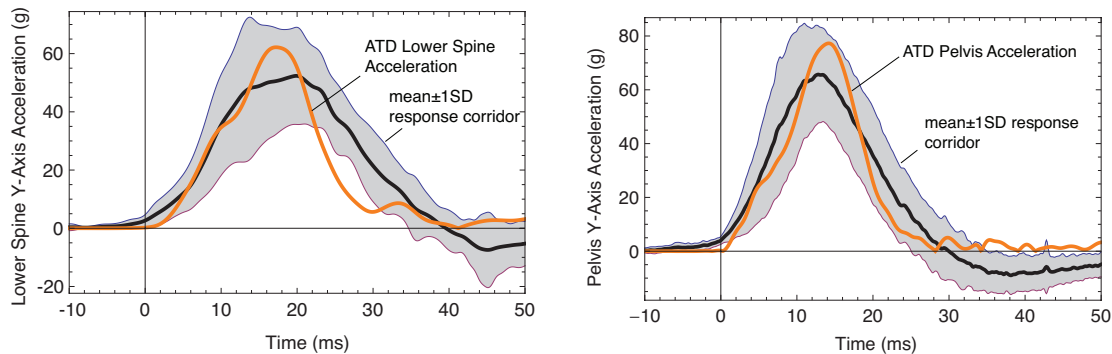 Lower Spine Y-Axis Acceleration (g)
60
40
20
0
-20
-10
0
10
20
30
40
50
Time (ms)
ATD Lower Spine
Acceleration
mean±1SD
response corridor
Pelvis Y-Axis Acceleration (g)
80
60
40
20
0
-10
0
10
20
30
40
50
Time (ms)
ATD Pelvis Acceleration
mean±1SD response
corridor